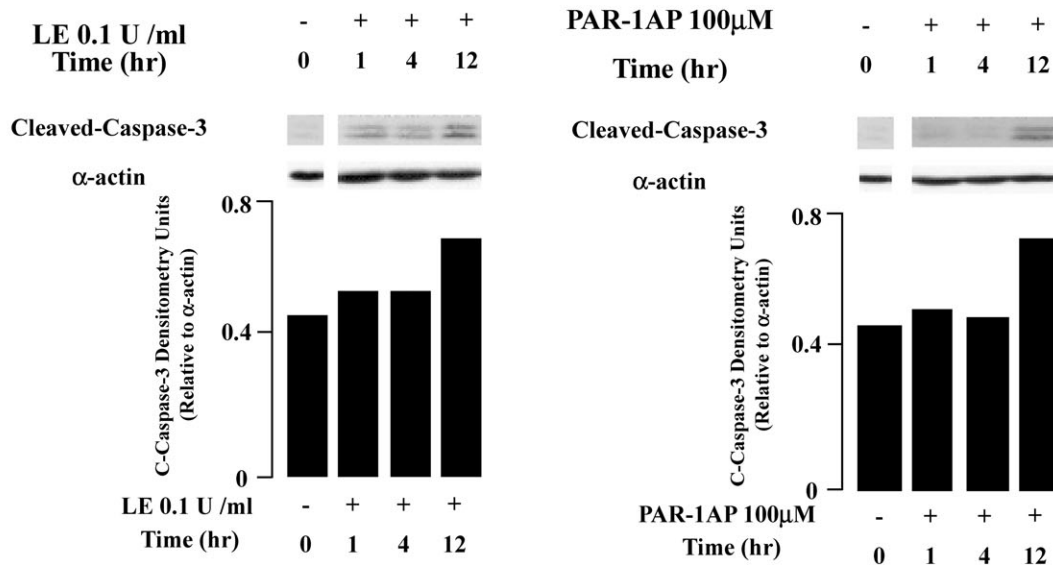 LE 0.1 U /ml - + + +
Time (hr) 0 1 4 12
Cleaved-Caspase-3
α-actin
C-Caspase-3 Densitometry Units
(Relative to α-actin)
0.8
0.4
0
LE 0.1 U /ml - + + +
Time (hr) 0 1 4 12
PAR-1AP 100μM - + + +
Time (hr) 0 1 4 12
Cleaved-Caspase-3
α-actin
C-Caspase-3 Densitometry Units
(Relative to α-actin)
0.8
0.4
0
PAR-1AP 100μM - + + +
Time (hr) 0 1 4 12